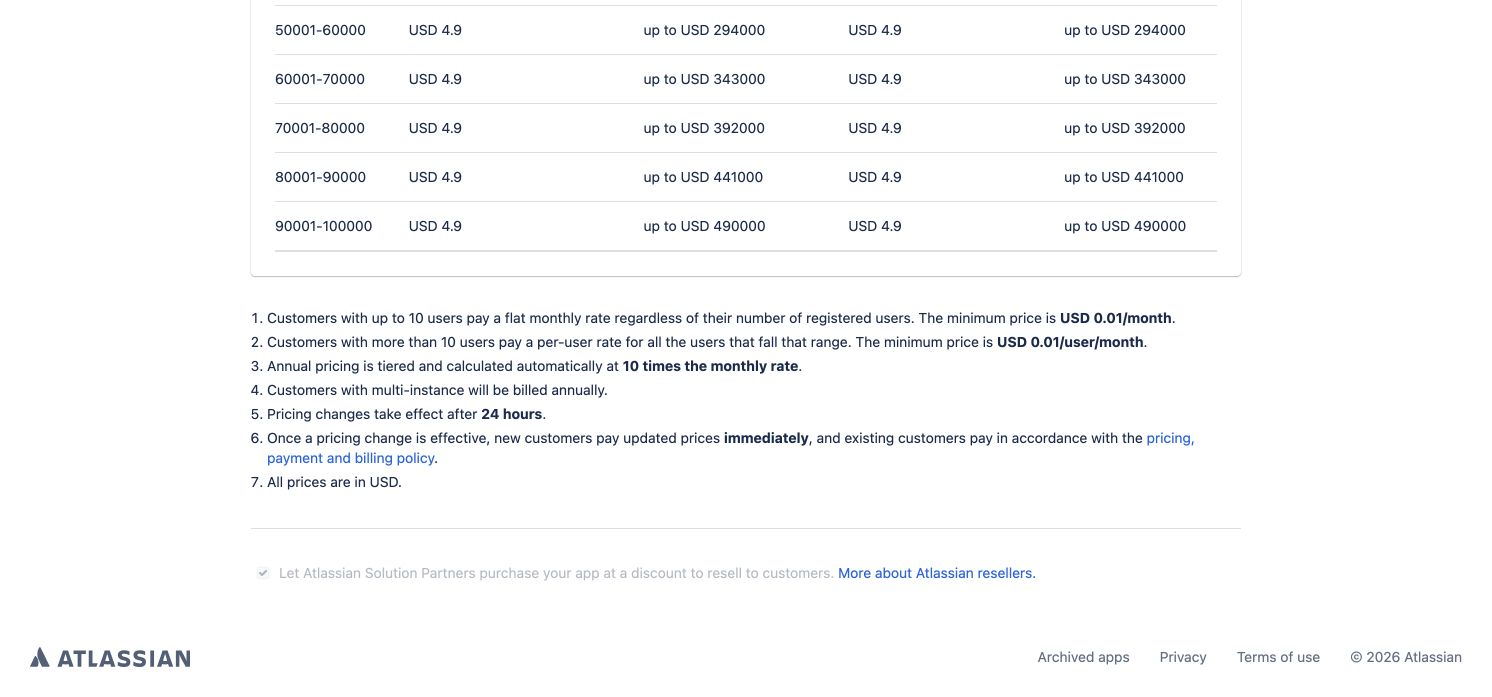 50001-60000 USD 4.9 up to USD 294000 USD 4.9 up to USD 294000
60001-70000 USD 4.9 up to USD 343000 USD 4.9 up to USD 343000
70001-80000 USD 4.9 up to USD 392000 USD 4.9 up to USD 392000
80001-90000 USD 4.9 up to USD 441000 USD 4.9 up to USD 441000
90001-100000 USD 4.9 up to USD 490000 USD 4.9 up to USD 490000
1. Customers with up to 10 users pay a flat monthly rate regardless of their number of registered users. The minimum price is USD 0.01/month.
2. Customers with more than 10 users pay a per-user rate for all the users that fall that range. The minimum price is USD 0.01/user/month.
3. Annual pricing is tiered and calculated automatically at 10 times the monthly rate.
4. Customers with multi-instance will be billed annually.
5. Pricing changes take effect after 24 hours.
6. Once a pricing change is effective, new customers pay updated prices immediately, and existing customers pay in accordance with the pricing,
payment and billing policy.
7. All prices are in USD.
Let Atlassian Solution Partners purchase your app at a discount to resell to customers. More about Atlassian resellers.
ATLASSIAN Archived apps Privacy Terms of use © 2026 Atlassian